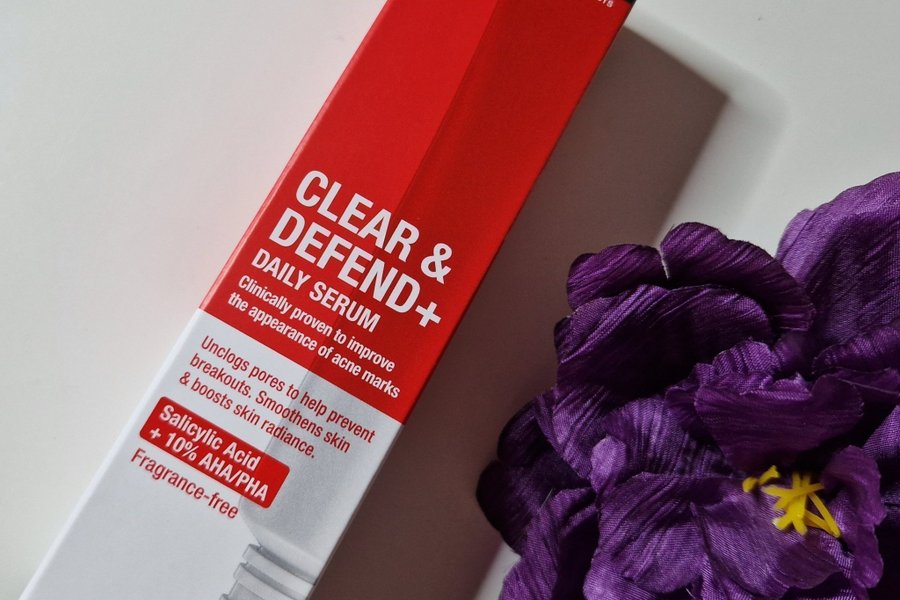 CLEAR &
DEFEND+
DAILY SERUM
Clinically proven to improve
the appearance of acne marks
Unclogs pores to help prevent
breakouts. Smoothens skin
& boosts skin radiance.
Salicylic Acid
+ 10% AHA/PHA
Fragrance-free